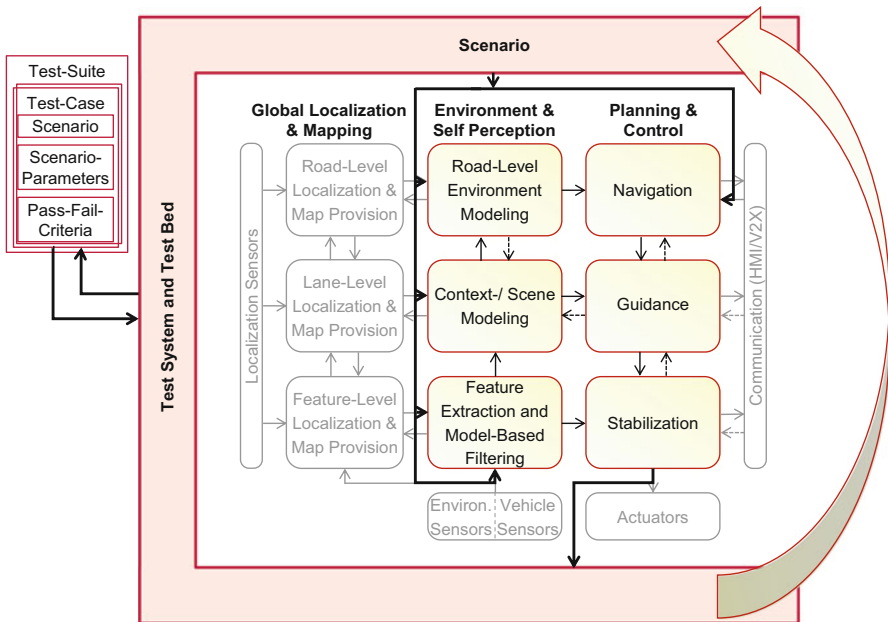 Scenario
Test-Suite
Test-Case
Scenario
Scenario-
Parameters
Pass-Fail-
Criteria
Test System and Test Bed
Global Localization
& Mapping
Environment &
Self Perception
Planning &
Control
Localization Sensors
Road-Level
Localization &
Map Provision
Road-Level
Environment
Modeling
Navigation
Lane-Level
Localization &
Map Provision
Context-/ Scene
Modeling
Guidance
Feature-Level
Localization &
Map Provision
Feature
Extraction and
Model-Based
Filtering
Stabilization
Communication (HMI/V2X)
Environ.
Sensors
Vehicle
Sensors
Actuators